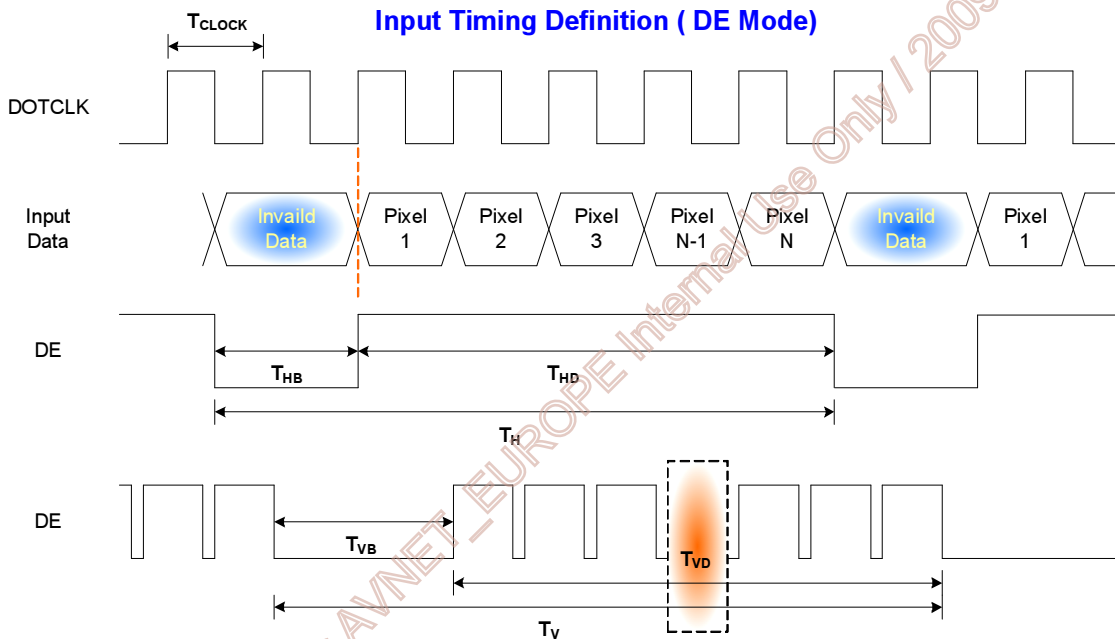 Input Timing Definition ( DE Mode)
TCLOCK
DOTCLK
Input
Data
Invaild
Data
Pixel
1
Pixel
2
Pixel
3
Pixel
N-1
Pixel
N
Invaild
Data
Pixel
1
DE
THB
THD
TH
DE
TVB
TVD
TV
AVNET_EUROPE Internal Use Only / 2009